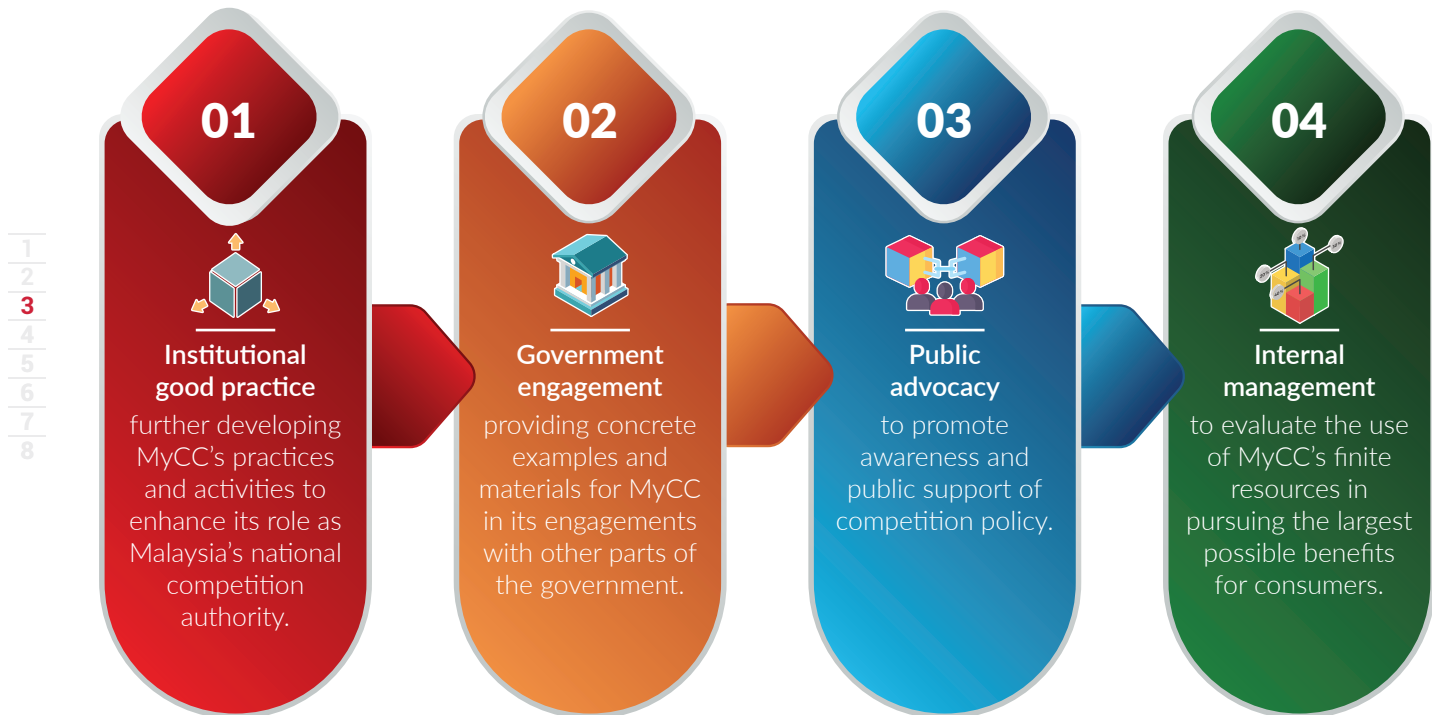 1
2
3
4
5
6
7
8
01
Institutional
good practice
further developing
MyCC's practices
and activities to
enhance its role as
Malaysia's national
competition
authority.
02
Government
engagement
providing concrete
examples and
materials for MyCC
in its engagements
with other parts of
the government.
03
Public
advocacy
to promote
awareness and
public support of
competition policy.
04
Internal
management
to evaluate the use
of MyCC's finite
resources in
pursuing the largest
possible benefits
for consumers.